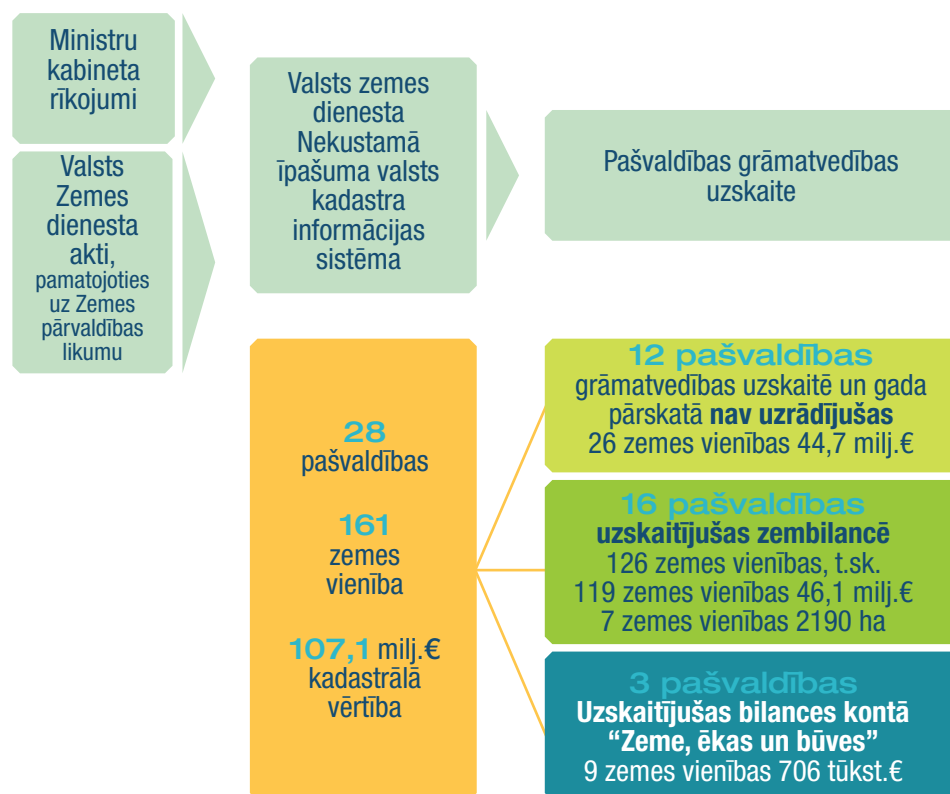 Ministru
kabineta
rīkojumi
Valsts
Zemes
dienesta
akti,
pamatojoties
uz Zemes
pārvaldības
likumu
Valsts zemes
dienesta
Nekustamā
īpašuma valsts
kadastra
informācijas
sistēma
Pašvaldības grāmatvedības
uzskaite
28
pašvaldības
161
zemes
vienība
107,1 milj.€
kadastrālā
vērtība
12 pašvaldības
grāmatvedības uzskaitē un gada
pārskatā nav uzrādījušas
26 zemes vienības 44,7 milj.€
16 pašvaldības
uzskaitījušas zembilancē
126 zemes vienības, t.sk.
119 zemes vienības 46,1 milj.€
7 zemes vienības 2190 ha
3 pašvaldības
Uzskaitījušas bilances kontā
“Zeme, ēkas un būves”
9 zemes vienības 706 tūkst.€